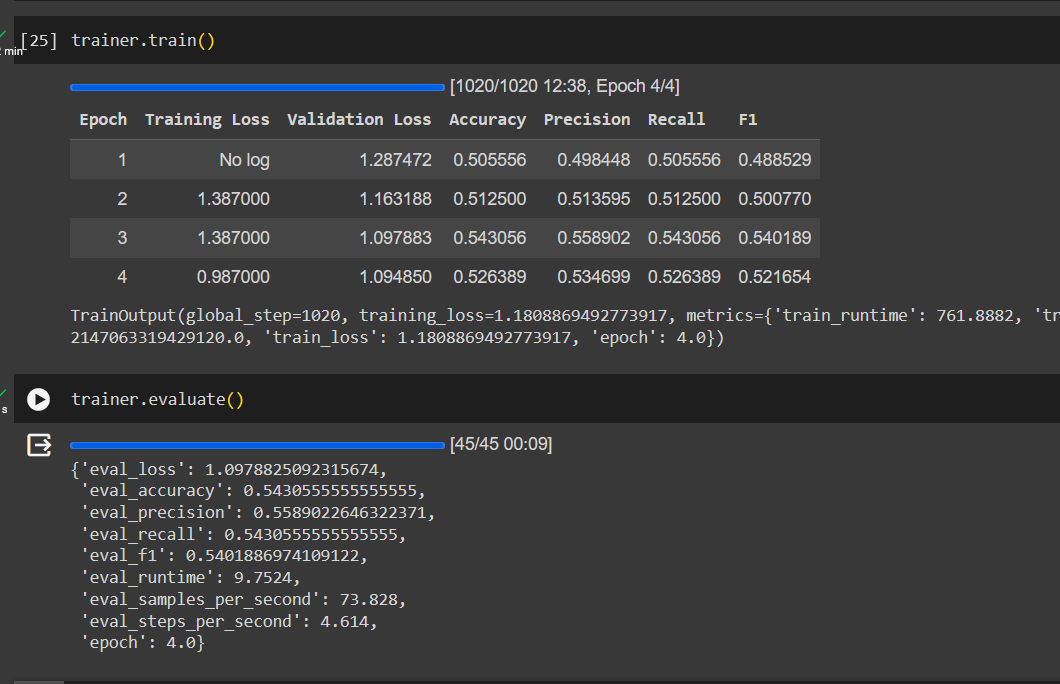 [25] trainer.train()
min
[1020/1020 12:38, Epoch 4/4]
Epoch Training Loss Validation Loss Accuracy Precision Recall F1
1 No log 1.287472 0.505556 0.498448 0.505556 0.488529
2 1.387000 1.163188 0.512500 0.513595 0.512500 0.500770
3 1.387000 1.097883 0.543056 0.558902 0.543056 0.540189
4 0.987000 1.094850 0.526389 0.534699 0.526389 0.521654
TrainOutput(global_step=1020, training_loss=1.1808869492773917, metrics={'train_runtime': 761.8882, 'tr
2147063319429120.0, 'train_loss': 1.1808869492773917, 'epoch': 4.0})
trainer.evaluate()
s
[45/45 00:09]
{'eval_loss': 1.0978825092315674,
'eval_accuracy': 0.5430555555555555,
'eval_precision': 0.5589022646322371,
'eval_recall': 0.5430555555555555,
'eval_f1': 0.5401886974109122,
'eval_runtime': 9.7524,
'eval_samples_per_second': 73.828,
'eval_steps_per_second': 4.614,
'epoch': 4.0}